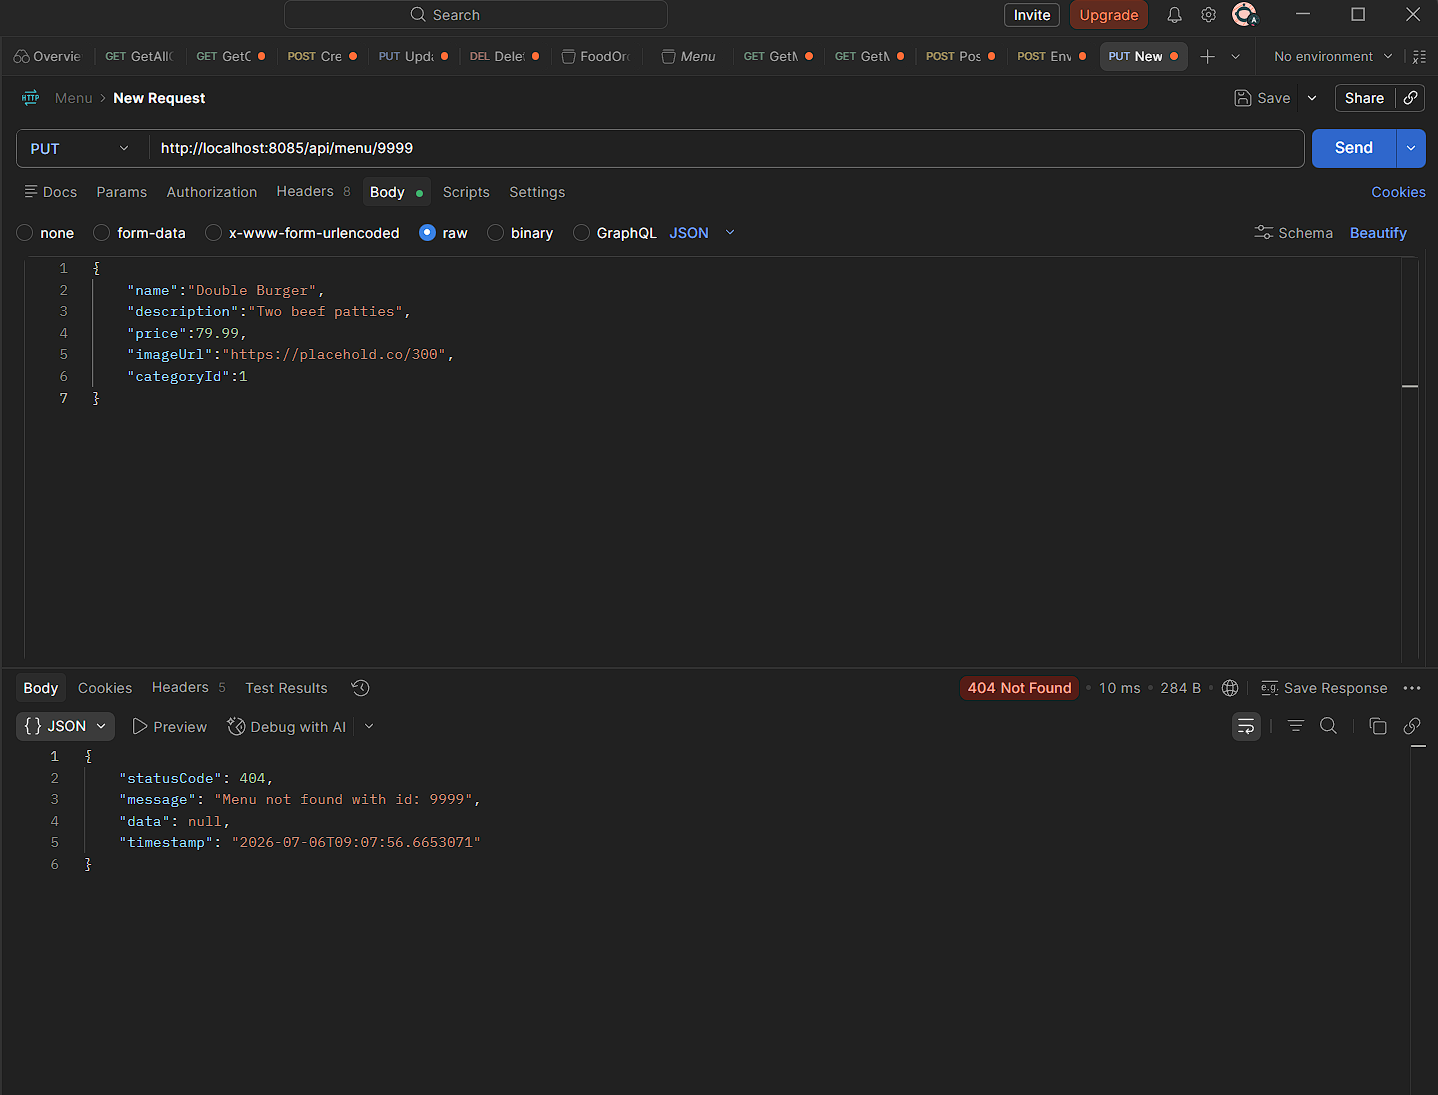 Search
Invite
Upgrade
Overvie
GET GetAll
GET GetC
POST Cre
PUT Upda
DEL Dele
FoodOr
Menu
GET GetM
GET GetM
POST Pos
POST Env
PUT New
No environment
HTTP
Menu > New Request
Save
Share
PUT
http://localhost:8085/api/menu/9999
Send
Docs
Params
Authorization
Headers 8
Body
Scripts
Settings
Cookies
none
form-data
x-www-form-urlencoded
raw
binary
GraphQL
JSON
Schema
Beautify
1 {
2 "name":"Double Burger",
3 "description":"Two beef patties",
4 "price":79.99,
5 "imageUrl":"https://placehold.co/300",
6 "categoryId":1
7 }
Body
Cookies
Headers 5
Test Results
404 Not Found
10 ms
284 B
e.g. Save Response
{} JSON
Preview
Debug with AI
1 {
2 "statusCode": 404,
3 "message": "Menu not found with id: 9999",
4 "data": null,
5 "timestamp": "2026-07-06T09:07:56.6653071"
6 }